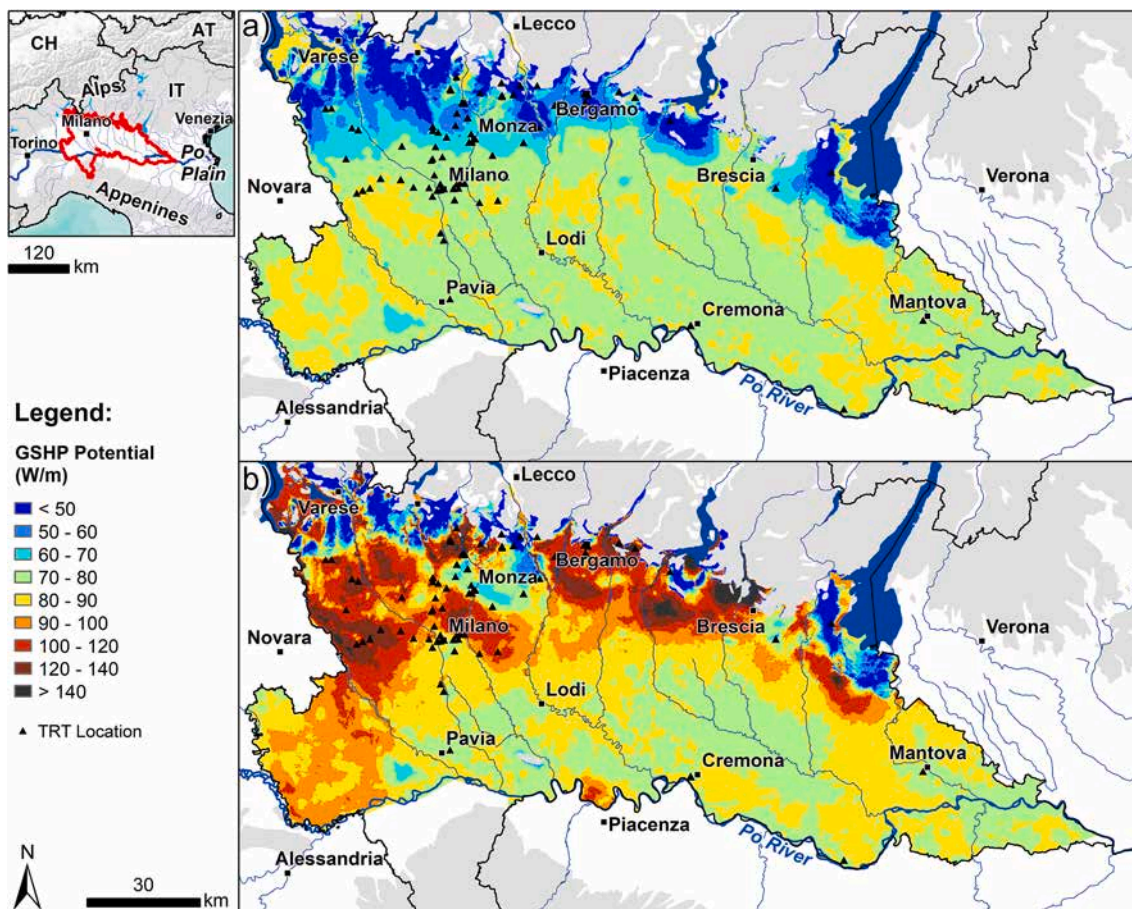 CH
AT
Alps
IT
Milano
Venezia
Torino
Po
Plain
Appenines
120
km
Legend:
GSHP Potential
(W/m)
< 50
50 - 60
60 - 70
70 - 80
80 - 90
90 - 100
100 - 120
120 - 140
> 140
TRT Location
N
30
km
a)
Lecco
Varese
Bergamo
Monza
Milano
Brescia
Verona
Novara
Lodi
Pavia
Cremona
Mantova
Piacenza
Po River
Alessandria
b)
Lecco
Varese
Bergamo
Monza
Milano
Brescia
Verona
Novara
Lodi
Pavia
Cremona
Mantova
Piacenza
Po River
Alessandria